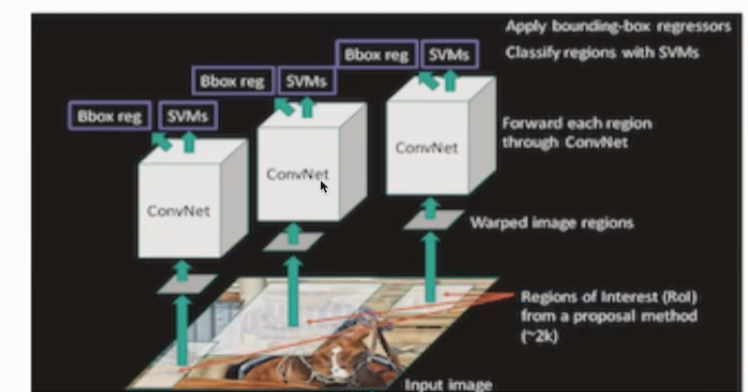 Apply bounding-box regressors
Bbox reg SVMs Classify regions with SVMs
Bbox reg SVMs
Bbox reg SVMs
Forward each region
through ConvNet
ConvNet
ConvNet
ConvNet
Warped image regions
Regions of Interest (RoI)
from a proposal method
(~2k)
Input image